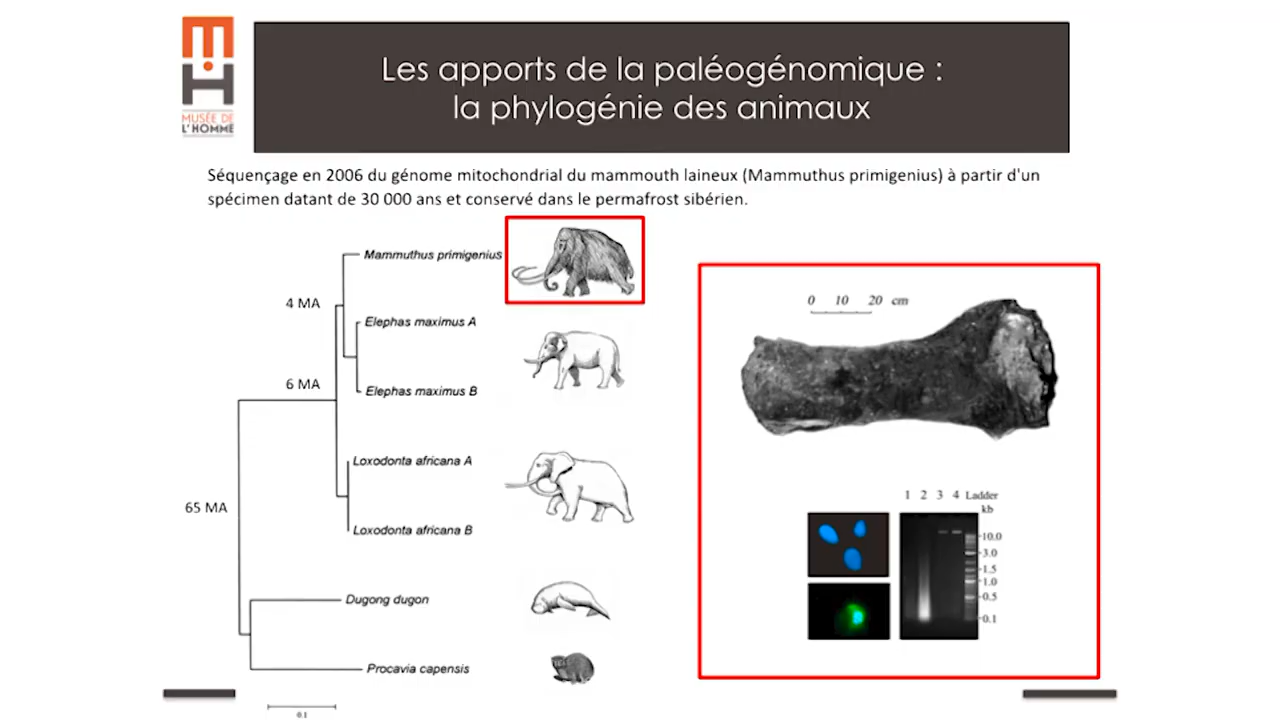 MUSÉE DE
L'HOMME
Les apports de la paléogénomique :
la phylogénie des animaux
Séquençage en 2006 du génome mitochondrial du mammouth laineux (Mammuthus primigenius) à partir d'un
spécimen datant de 30 000 ans et conservé dans le permafrost sibérien.
Mammuthus primigenius
4 MA
Elephas maximus A
6 MA
Elephas maximus B
Loxodonta africana A
65 MA
Loxodonta africana B
Dugong dugon
Procavia capensis
0.1
0 10 20 cm
1 2 3 4 Ladder
kb
10.0
3.0
1.5
1.0
0.5
0.1